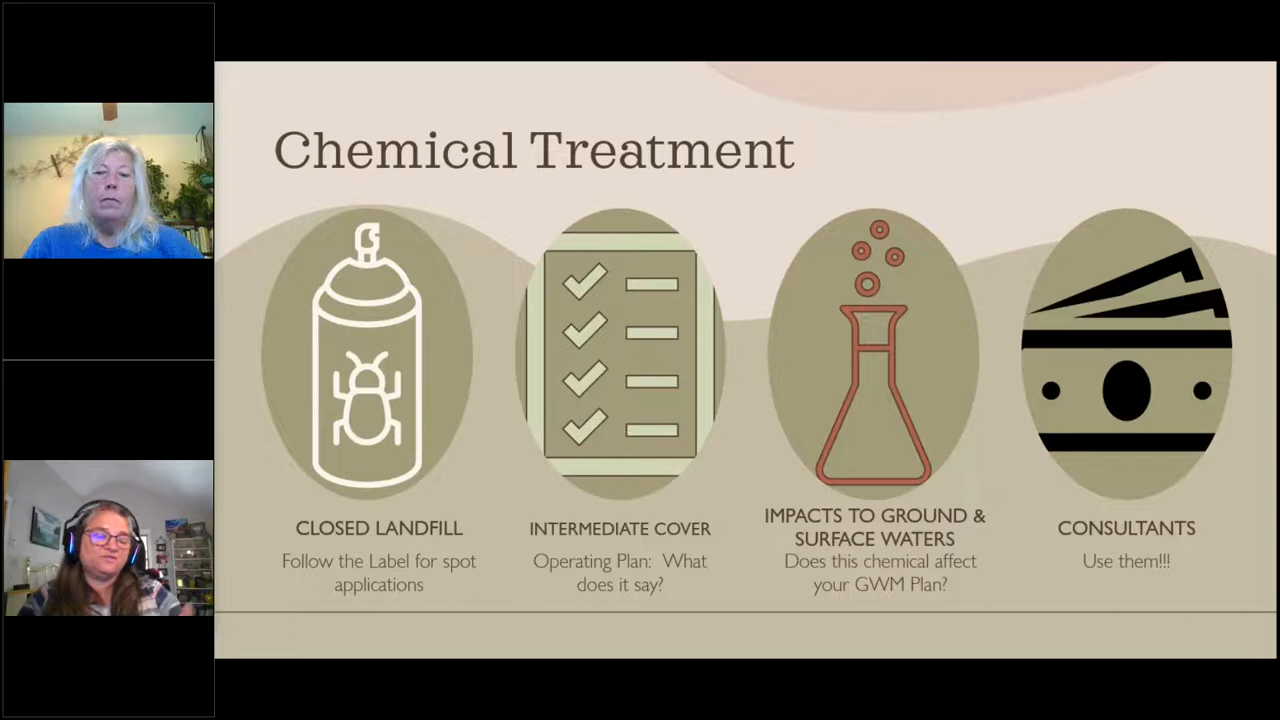 Chemical Treatment
CLOSED LANDFILL
Follow the Label for spot
applications
INTERMEDIATE COVER
Operating Plan: What
does it say?
IMPACTS TO GROUND &
SURFACE WATERS
Does this chemical affect
your GWM Plan?
CONSULTANTS
Use them!!!